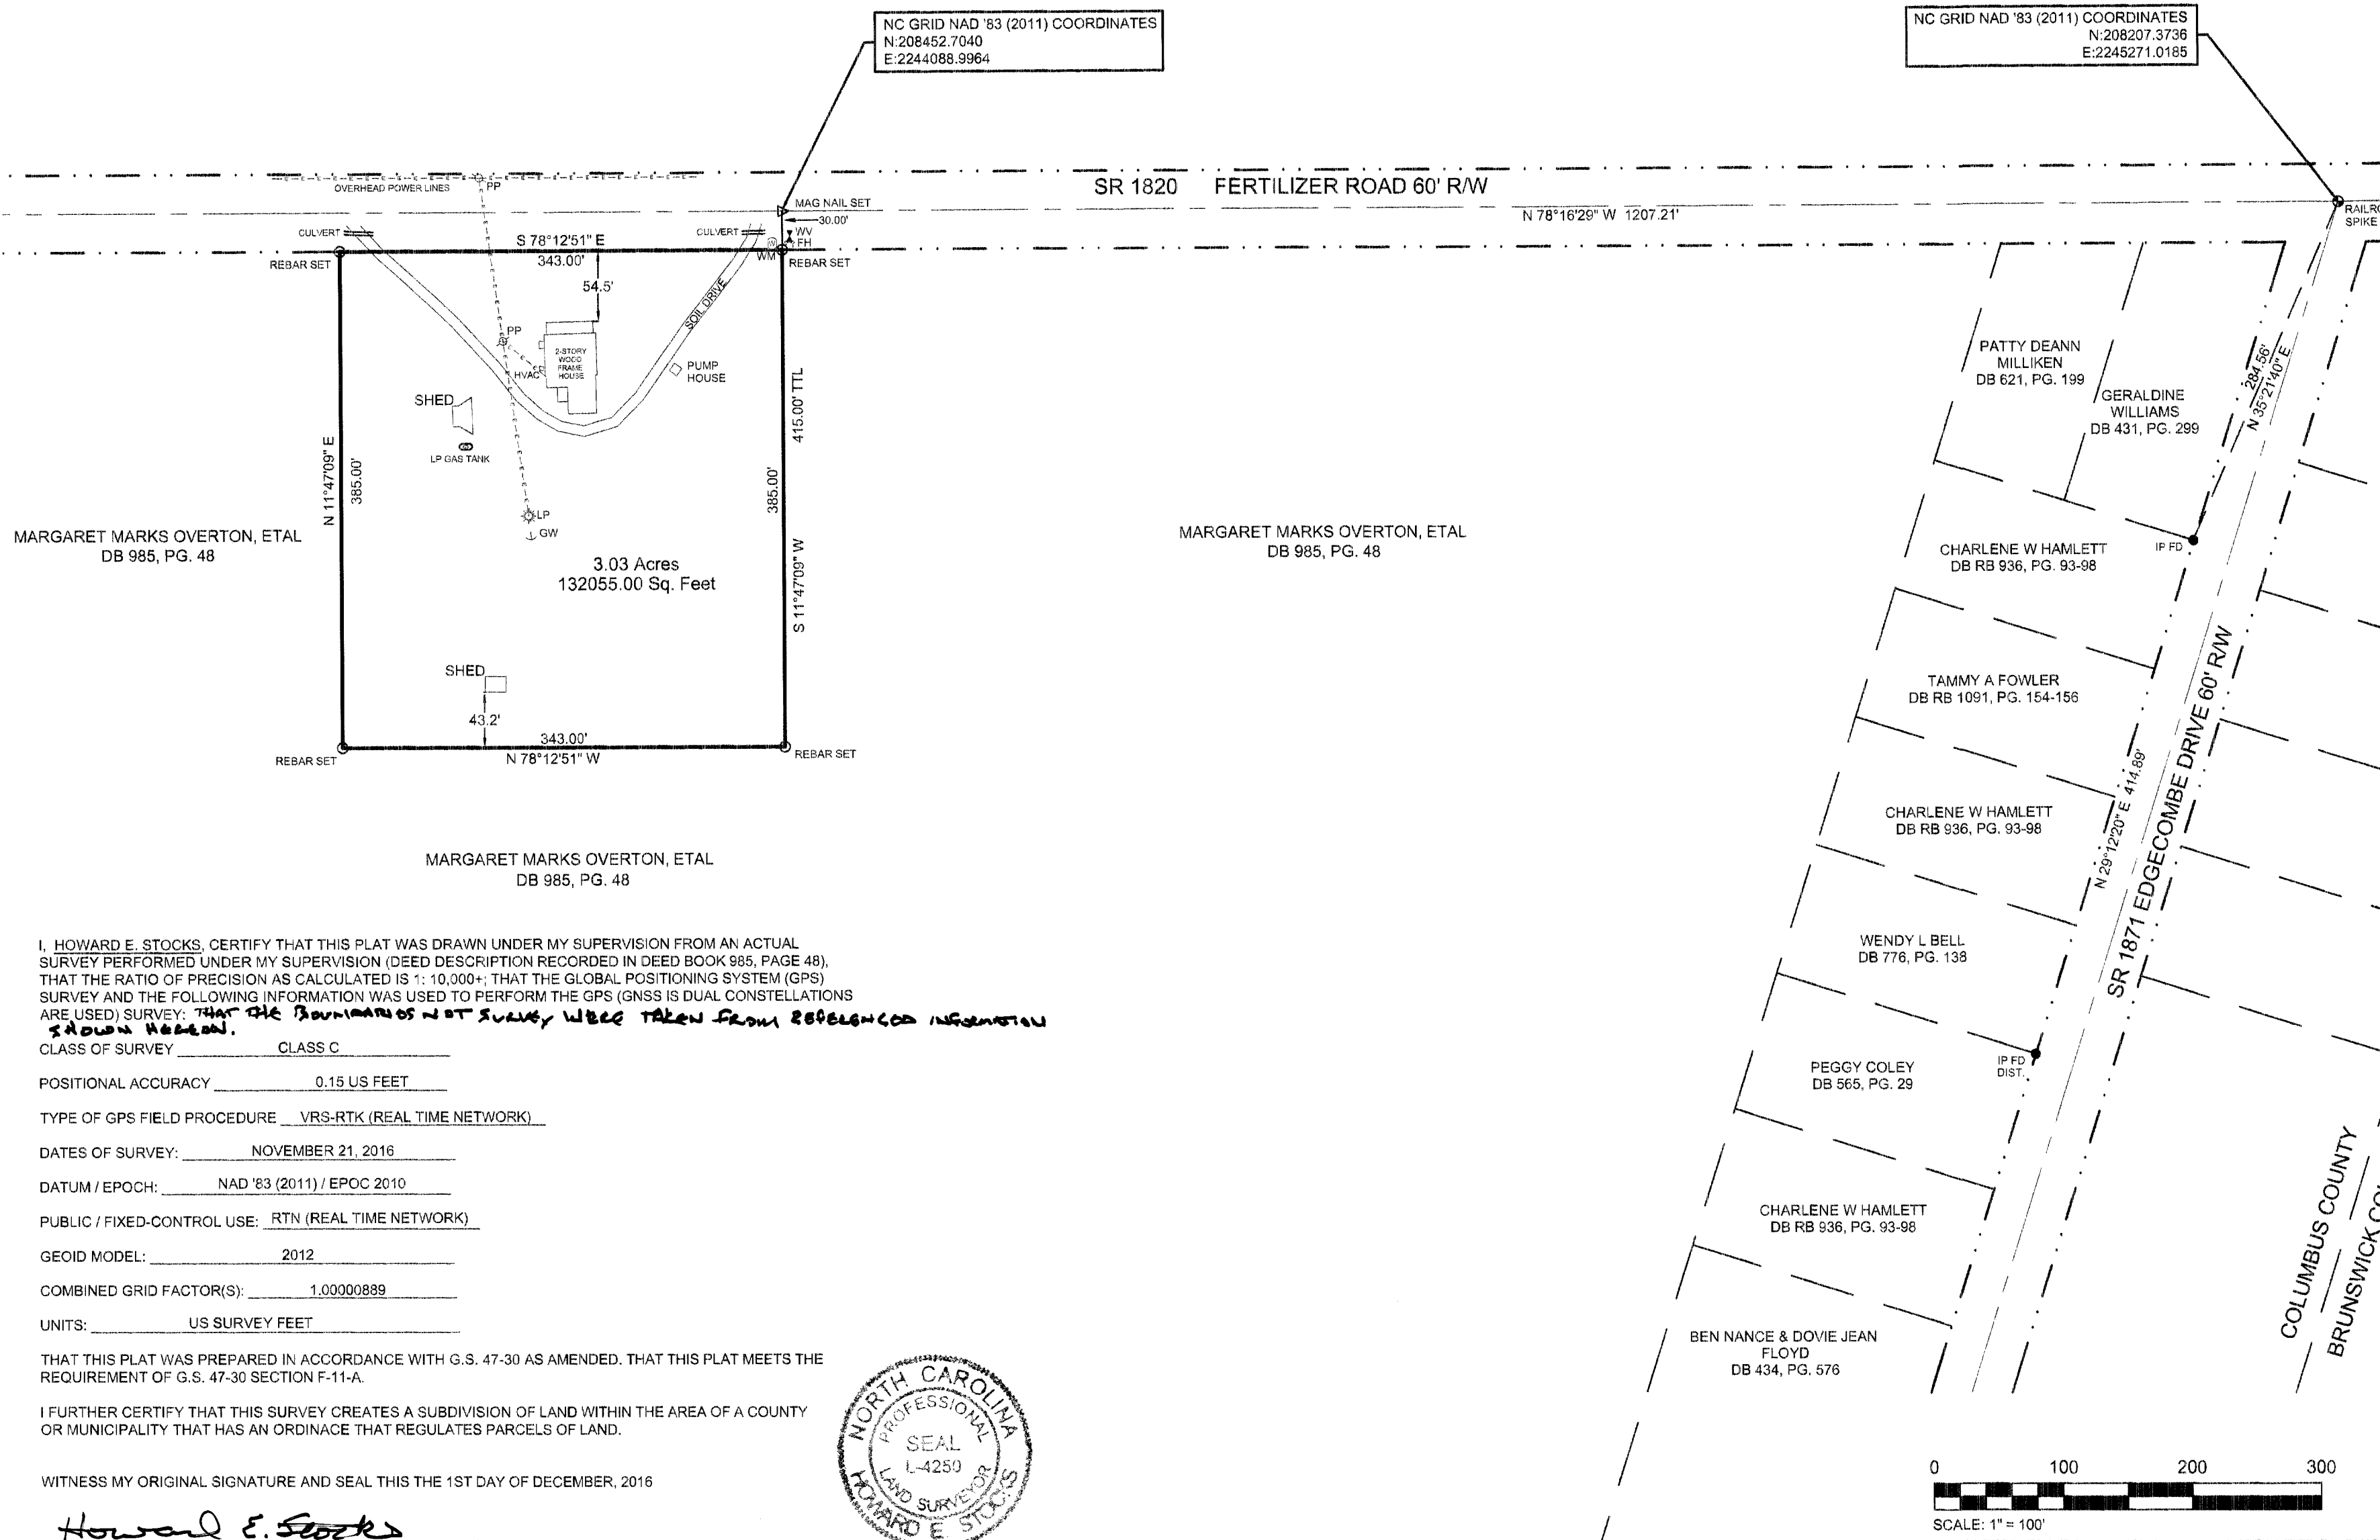 NC GRID NAD '83 (2011) COORDINATES
N:208452.7040
E:2244088.9964
NC GRID NAD '83 (2011) COORDINATES
N:208207.3736
E:2245271.0185
OVERHEAD POWER LINES
PP
SR 1820 FERTILIZER ROAD 60' R/W
MAG NAIL SET
30.00'
N 78°16'29" W 1207.21'
SPIKE
CULVERT
S 78°12'51" E
343.00'
CULVERT
WV
FH
WM
REBAR SET
REBAR SET
54.5'
SOIL DRIVE
PP
2-STORY
WOOD
FRAME
HOUSE
HVAC
PUMP
HOUSE
SHED
LP GAS TANK
N 11°47'09" E
385.00'
415.00' TTL
385.00'
S 11°47'09" W
LP
GW
3.03 Acres
132055.00 Sq. Feet
MARGARET MARKS OVERTON, ETAL
DB 985, PG. 48
MARGARET MARKS OVERTON, ETAL
DB 985, PG. 48
SHED
43.2'
343.00'
N 78°12'51" W
REBAR SET
REBAR SET
MARGARET MARKS OVERTON, ETAL
DB 985, PG. 48
PATTY DEANN
MILLIKEN
DB 621, PG. 199
GERALDINE
WILLIAMS
DB 431, PG. 299
284.56'
N 35°21'40" E
CHARLENE W HAMLETT
DB RB 936, PG. 93-98
IP FD
TAMMY A FOWLER
DB RB 1091, PG. 154-156
CHARLENE W HAMLETT
DB RB 936, PG. 93-98
N 29°12'20" E 414.89'
SR 1871 EDGECOMBE DRIVE 60' R/W
WENDY L BELL
DB 776, PG. 138
PEGGY COLEY
DB 565, PG. 29
IP FD
DIST.
CHARLENE W HAMLETT
DB RB 936, PG. 93-98
BEN NANCE & DOVIE JEAN
FLOYD
DB 434, PG. 576
COLUMBUS COUNTY
BRUNSWICK
I, HOWARD E. STOCKS, CERTIFY THAT THIS PLAT WAS DRAWN UNDER MY SUPERVISION FROM AN ACTUAL
SURVEY PERFORMED UNDER MY SUPERVISION (DEED DESCRIPTION RECORDED IN DEED BOOK 985, PAGE 48),
THAT THE RATIO OF PRECISION AS CALCULATED IS 1: 10,000+; THAT THE GLOBAL POSITIONING SYSTEM (GPS)
SURVEY AND THE FOLLOWING INFORMATION WAS USED TO PERFORM THE GPS (GNSS IS DUAL CONSTELLATIONS
ARE USED) SURVEY: THAT THE BOUNDARIES NOT SURVEY WERE TAKEN FROM REFERENCED INFORMATION
SHOWN HEREON.
CLASS OF SURVEY CLASS C
POSITIONAL ACCURACY 0.15 US FEET
TYPE OF GPS FIELD PROCEDURE VRS-RTK (REAL TIME NETWORK)
DATES OF SURVEY: NOVEMBER 21, 2016
DATUM / EPOCH: NAD '83 (2011) / EPOC 2010
PUBLIC / FIXED-CONTROL USE: RTN (REAL TIME NETWORK)
GEOID MODEL: 2012
COMBINED GRID FACTOR(S): 1.00000889
UNITS: US SURVEY FEET
THAT THIS PLAT WAS PREPARED IN ACCORDANCE WITH G.S. 47-30 AS AMENDED. THAT THIS PLAT MEETS THE
REQUIREMENT OF G.S. 47-30 SECTION F-11-A.
I FURTHER CERTIFY THAT THIS SURVEY CREATES A SUBDIVISION OF LAND WITHIN THE AREA OF A COUNTY
OR MUNICIPALITY THAT HAS AN ORDINACE THAT REGULATES PARCELS OF LAND.
WITNESS MY ORIGINAL SIGNATURE AND SEAL THIS THE 1ST DAY OF DECEMBER, 2016
Howard E. Stocks
NORTH CAROLINA
PROFESSIONAL
SEAL
L-4250
LAND SURVEYOR
HOWARD E. STOCKS
0 100 200 300
SCALE: 1" = 100'